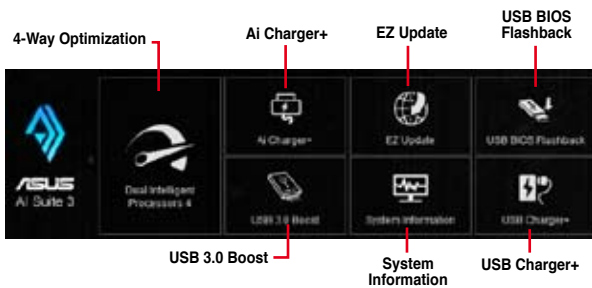 USB BIOS
Flashback
4-Way Optimization
Ai Charger+
EZ Update
Ai Charger+
EZ Update
USB BIOS Flashback
ASUS
AI Suite 3
Dual Intelligent
Processors 4
USB 3.0 Boost
System Information
USB Charger+
USB 3.0 Boost
System
Information
USB Charger+